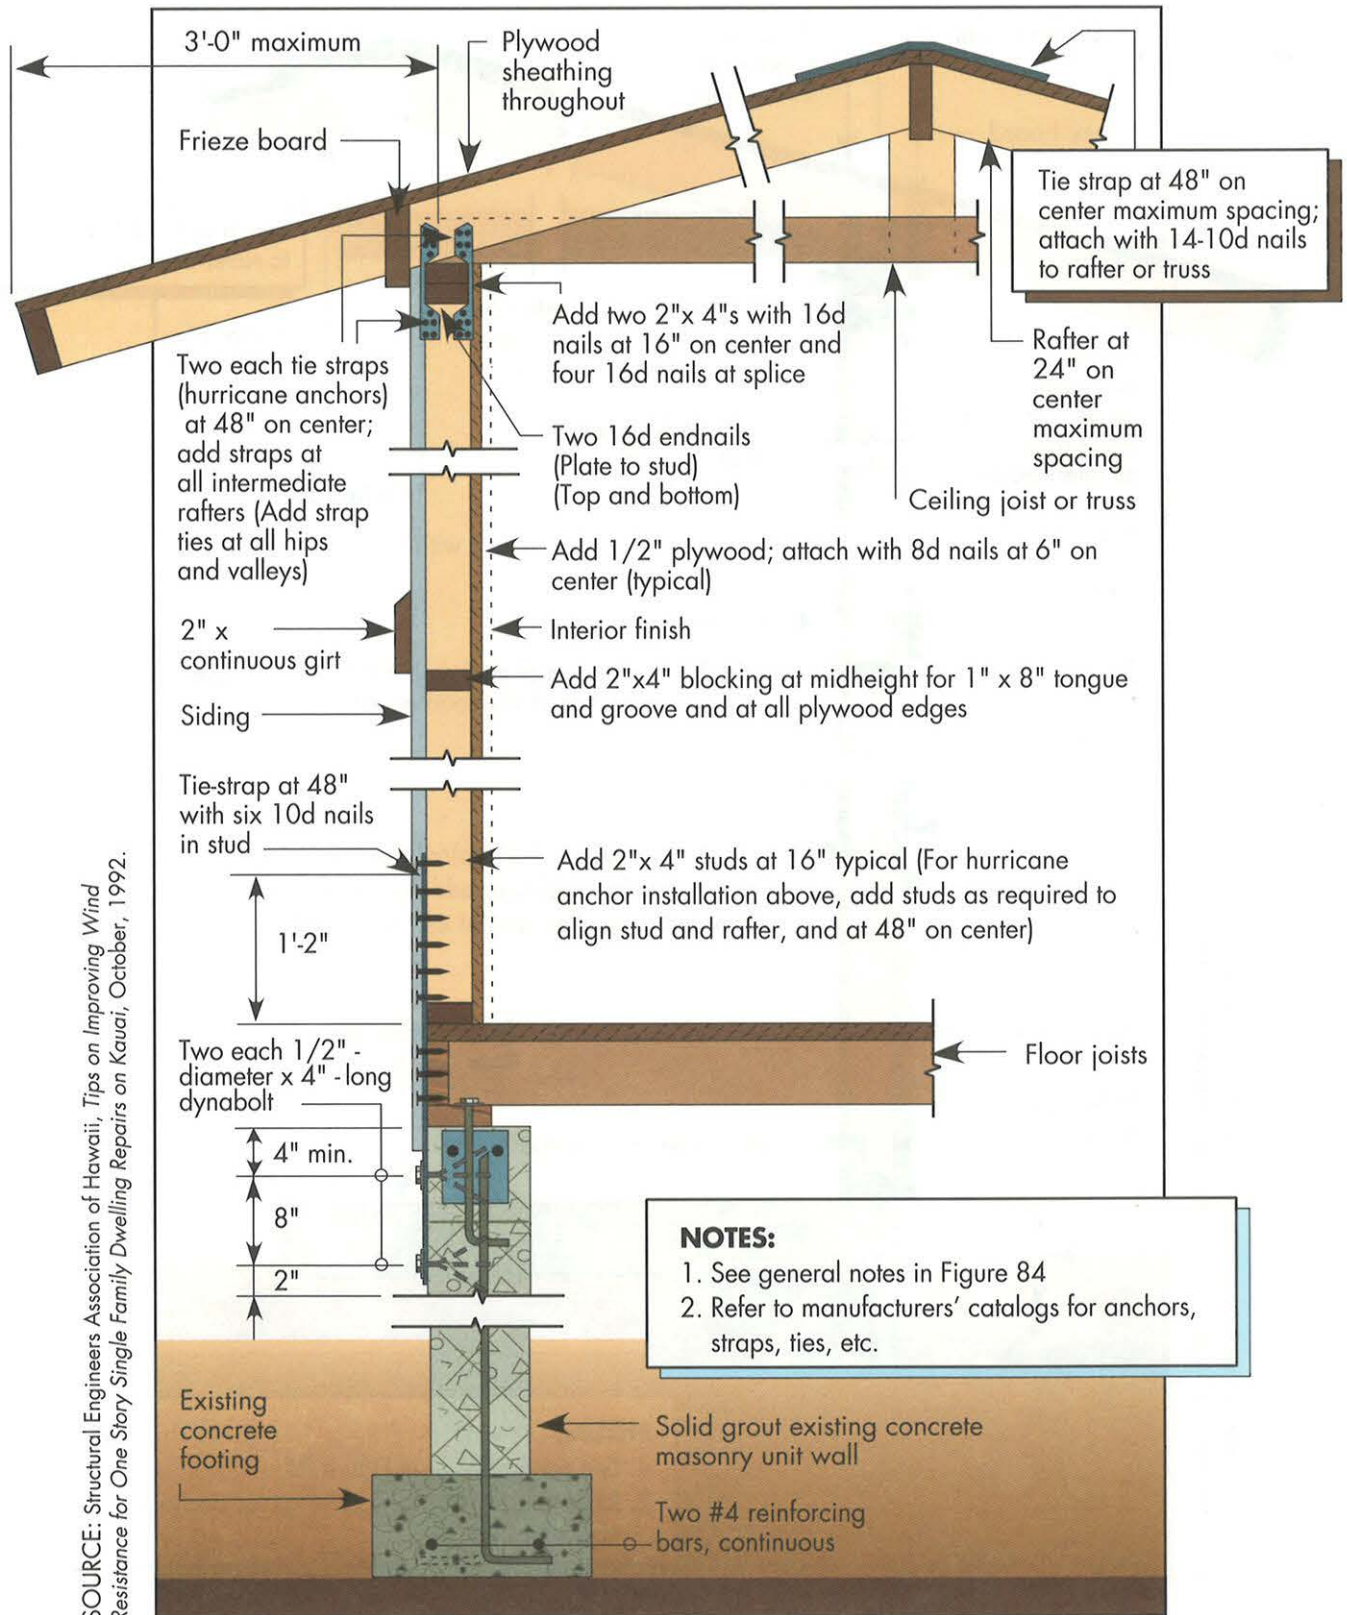 3'-0" maximum
Plywood
sheathing
throughout
Frieze board
Tie strap at 48" on
center maximum spacing;
attach with 14-10d nails
to rafter or truss
Add two 2"x 4"s with 16d
nails at 16" on center and
four 16d nails at splice
Rafter at
24" on
center
maximum
spacing
Two each tie straps
(hurricane anchors)
at 48" on center;
add straps at
all intermediate
rafters (Add strap
ties at all hips
and valleys)
Two 16d endnails
(Plate to stud)
(Top and bottom)
Ceiling joist or truss
Add 1/2" plywood; attach with 8d nails at 6" on
center (typical)
2" x
continuous girt
Interior finish
Add 2"x4" blocking at midheight for 1" x 8" tongue
and groove and at all plywood edges
Siding
Tie-strap at 48"
with six 10d nails
in stud
Add 2"x 4" studs at 16" typical (For hurricane
anchor installation above, add studs as required to
align stud and rafter, and at 48" on center)
1'-2"
Two each 1/2" -
diameter x 4" - long
dynabolt
Floor joists
4" min.
8"
2"
NOTES:
1. See general notes in Figure 84
2. Refer to manufacturers' catalogs for anchors,
straps, ties, etc.
Existing
concrete
footing
Solid grout existing concrete
masonry unit wall
Two #4 reinforcing
bars, continuous
SOURCE: Structural Engineers Association of Hawaii, Tips on Improving Wind
Resistance for One Story Single Family Dwelling Repairs on Kauai, October, 1992.